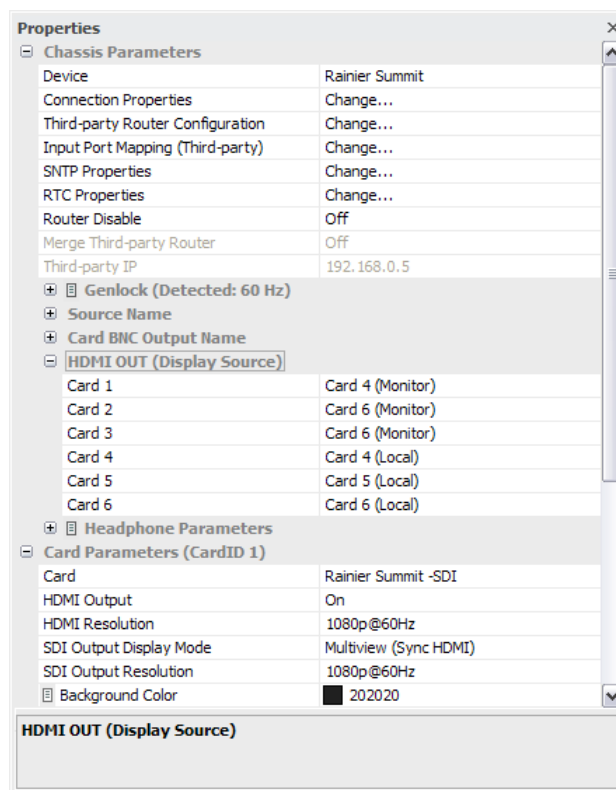 Properties
Chassis Parameters
Device Rainier Summit
Connection Properties Change...
Third-party Router Configuration Change...
Input Port Mapping (Third-party) Change...
SNTP Properties Change...
RTC Properties Change...
Router Disable Off
Merge Third-party Router Off
Third-party IP 192.168.0.5
Genlock (Detected: 60 Hz)
Source Name
Card BNC Output Name
HDMI OUT (Display Source)
Card 1 Card 4 (Monitor)
Card 2 Card 6 (Monitor)
Card 3 Card 6 (Monitor)
Card 4 Card 4 (Local)
Card 5 Card 5 (Local)
Card 6 Card 6 (Local)
Headphone Parameters
Card Parameters (CardID 1)
Card Rainier Summit -SDI
HDMI Output On
HDMI Resolution 1080p@60Hz
SDI Output Display Mode Multiview (Sync HDMI)
SDI Output Resolution 1080p@60Hz
Background Color 202020
HDMI OUT (Display Source)